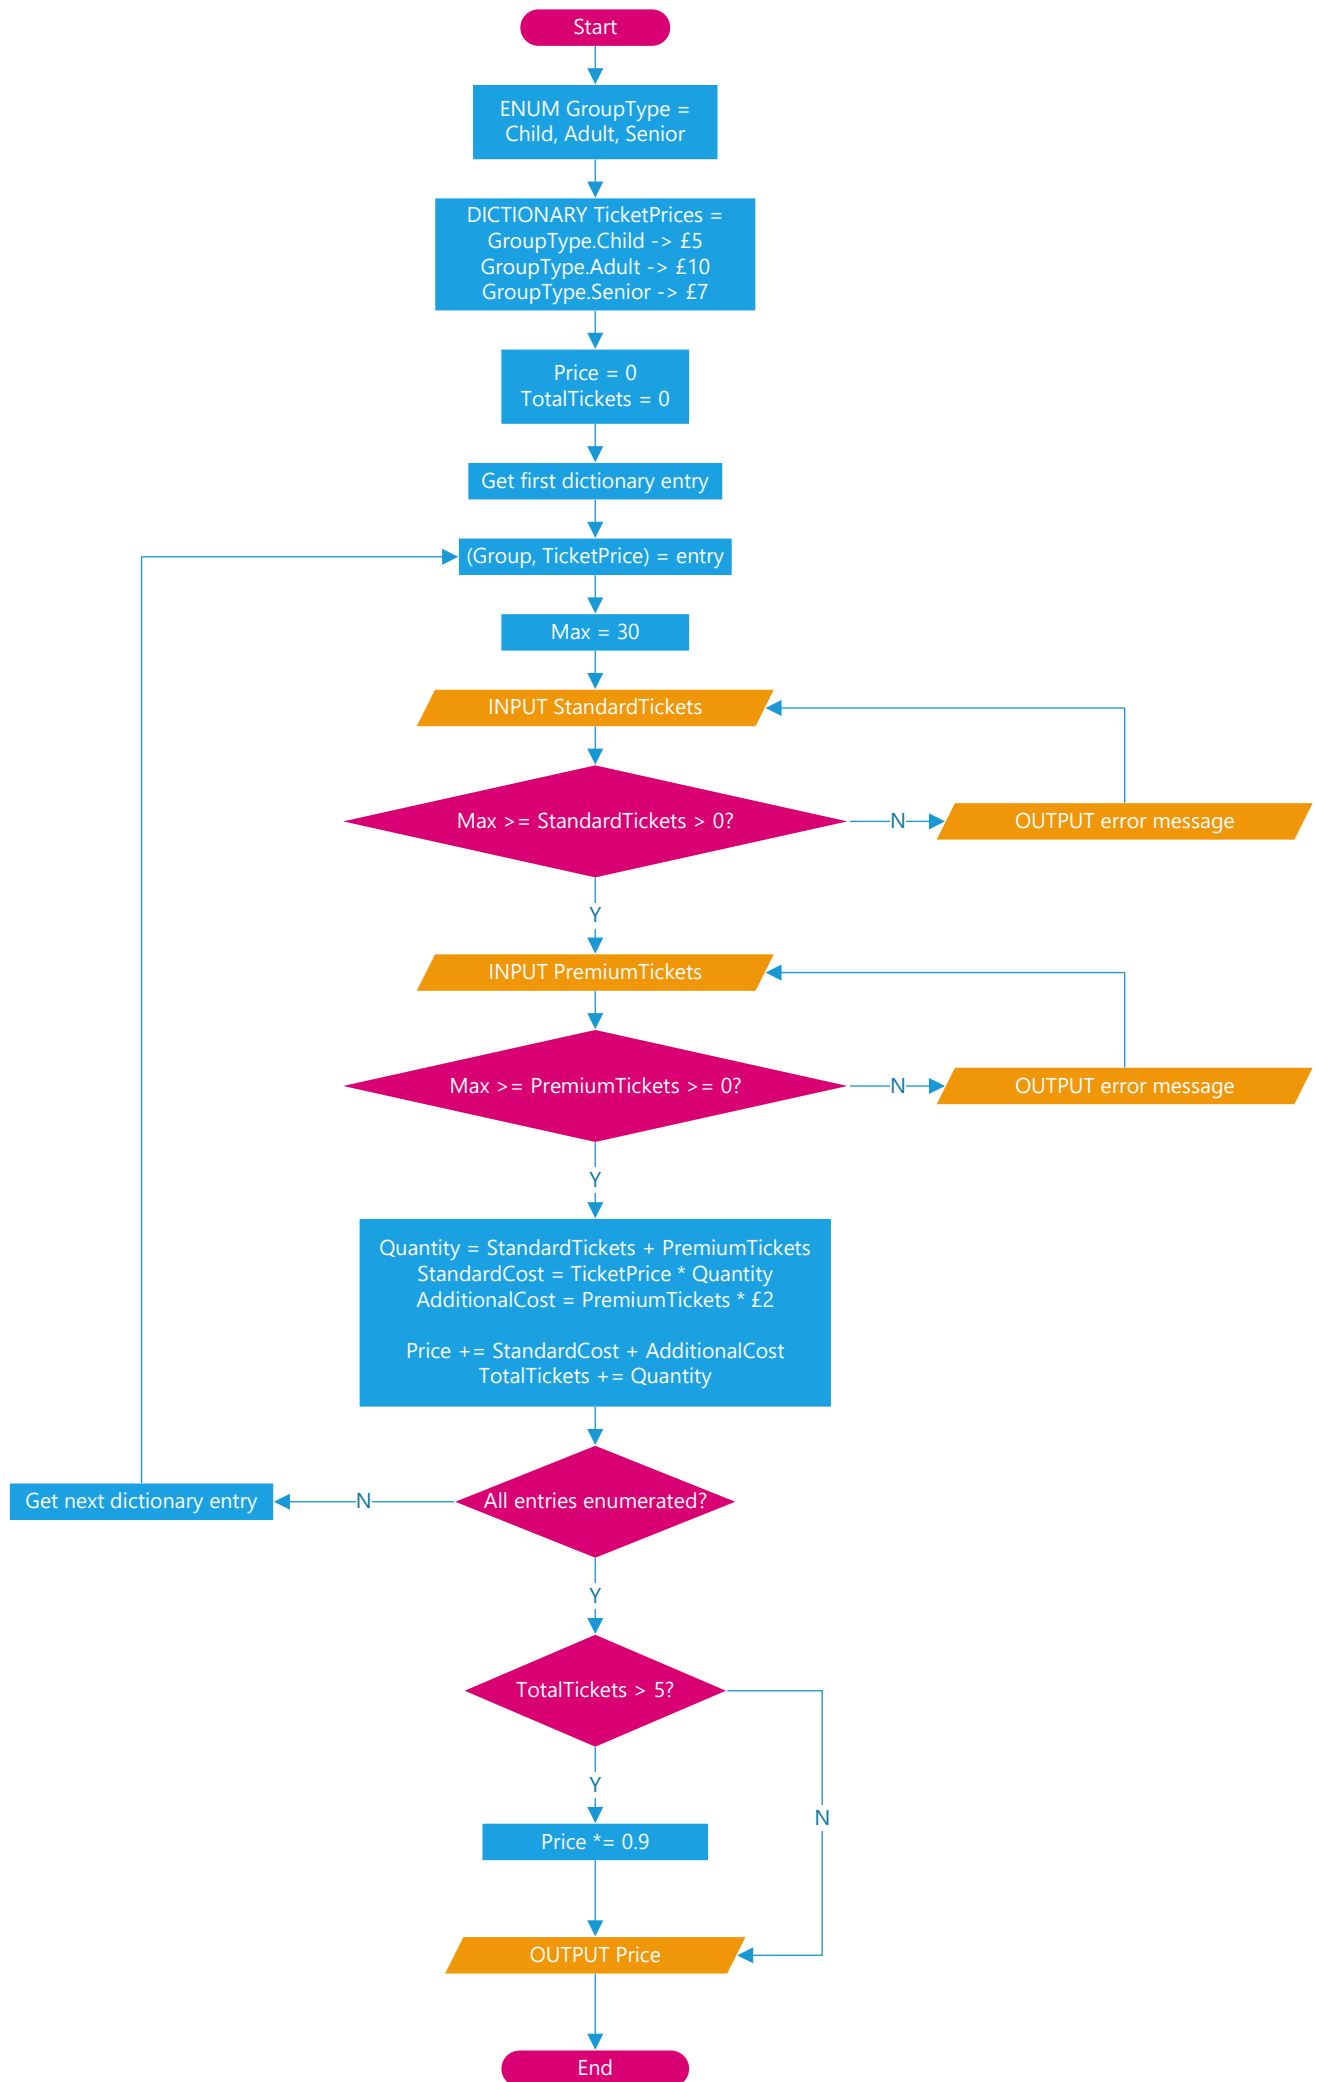 Start
ENUM GroupType =
Child, Adult, Senior
DICTIONARY TicketPrices =
GroupType.Child -> £5
GroupType.Adult -> £10
GroupType.Senior -> £7
Price = 0
TotalTickets = 0
Get first dictionary entry
(Group, TicketPrice) = entry
Max = 30
INPUT StandardTickets
Max >= StandardTickets > 0?
N
OUTPUT error message
Y
INPUT PremiumTickets
Max >= PremiumTickets >= 0?
N
OUTPUT error message
Y
Quantity = StandardTickets + PremiumTickets
StandardCost = TicketPrice * Quantity
AdditionalCost = PremiumTickets * £2
Price += StandardCost + AdditionalCost
TotalTickets += Quantity
All entries enumerated?
N
Get next dictionary entry
Y
TotalTickets > 5?
Y
N
Price *= 0.9
OUTPUT Price
End